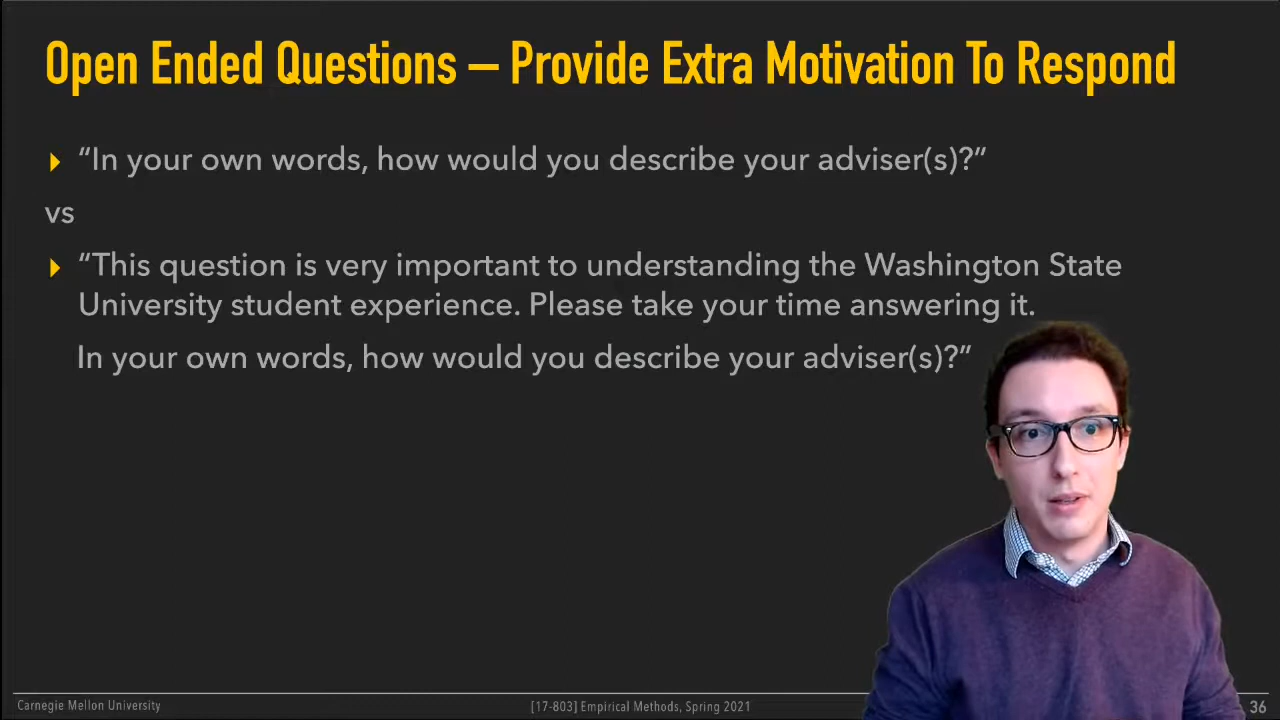 Open Ended Questions — Provide Extra Motivation To Respond
“In your own words, how would you describe your adviser(s)?”
vs
“This question is very important to understanding the Washington State
University student experience. Please take your time answering it.
In your own words, how would you describe your adviser(s)?”
Carnegie Mellon University
[17-803] Empirical Methods, Spring 2021
36